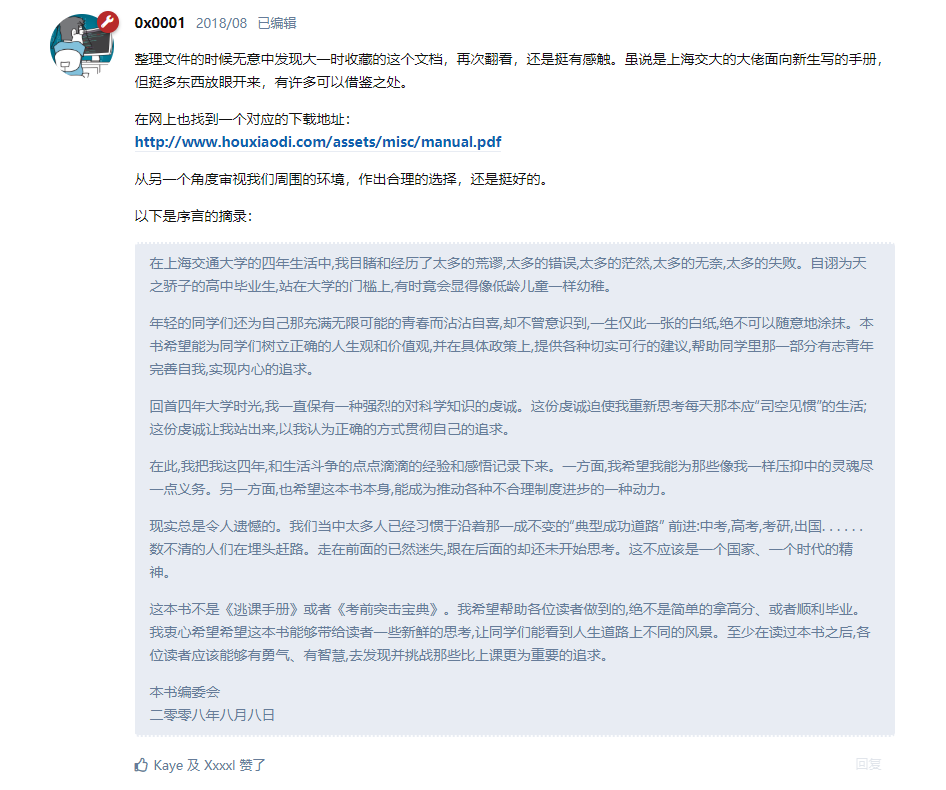 0x0001 2018/08 已编辑
整理文件的时候无意中发现大一时收藏的这个文档，再次翻看，还是挺有感触。虽说是上海交大的大佬面向新生写的手册，
但挺多东西放眼开来，有许多可以借鉴之处。
在网上也找到一个对应的下载地址：
http://www.houxiaodi.com/assets/misc/manual.pdf
从另一个角度审视我们周围的环境，作出合理的选择，还是挺好的。
以下是序言的摘录：
在上海交通大学的四年生活中,我目睹和经历了太多的荒谬,太多的错误,太多的茫然,太多的无奈,太多的失败。自诩为天
之骄子的高中毕业生,站在大学的门槛上,有时竟会显得像低龄儿童一样幼稚。
年轻的同学们还为自己那充满无限可能的青春而沾沾自喜,却不曾意识到,一生仅此一张的白纸,绝不可以随意地涂抹。本
书希望能为同学们树立正确的人生观和价值观,并在具体政策上,提供各种切实可行的建议,帮助同学里那一部分有志青年
完善自我,实现内心的追求。
回首四年大学时光,我一直保有一种强烈的对科学知识的虔诚。这份虔诚迫使我重新思考每天那本应“司空见惯”的生活;
这份虔诚让我站出来,以我认为正确的方式贯彻自己的追求。
在此,我把我这四年,和生活斗争的点点滴滴的经验和感悟记录下来。一方面,我希望我能为那些像我一样压抑中的灵魂尽
一点义务。另一方面,也希望这本书本身,能成为推动各种不合理制度进步的一种动力。
现实总是令人遗憾的。我们当中太多人已经习惯于沿着那一成不变的“典型成功道路” 前进:中考,高考,考研,出国. . . . . .
数不清的人们在埋头赶路。走在前面的已然迷失,跟在后面的却还未开始思考。这不应该是一个国家、一个时代的精
神。
这本书不是《逃课手册》或者《考前突击宝典》。我希望帮助各位读者做到的,绝不是简单的拿高分、或者顺利毕业。
我衷心希望希望这本书能够带给读者一些新鲜的思考,让同学们能看到人生道路上不同的风景。至少在读过本书之后,各
位读者应该能够有勇气、有智慧,去发现并挑战那些比上课更为重要的追求。
本书编委会
二零零八年八月八日
Kaye 及 Xxxxl 赞了
回复